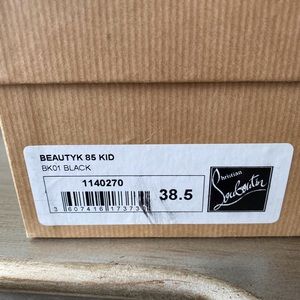 BEAUTYK 85 KID
BK01 BLACK
1140270
38.5
Christian
Louboutin